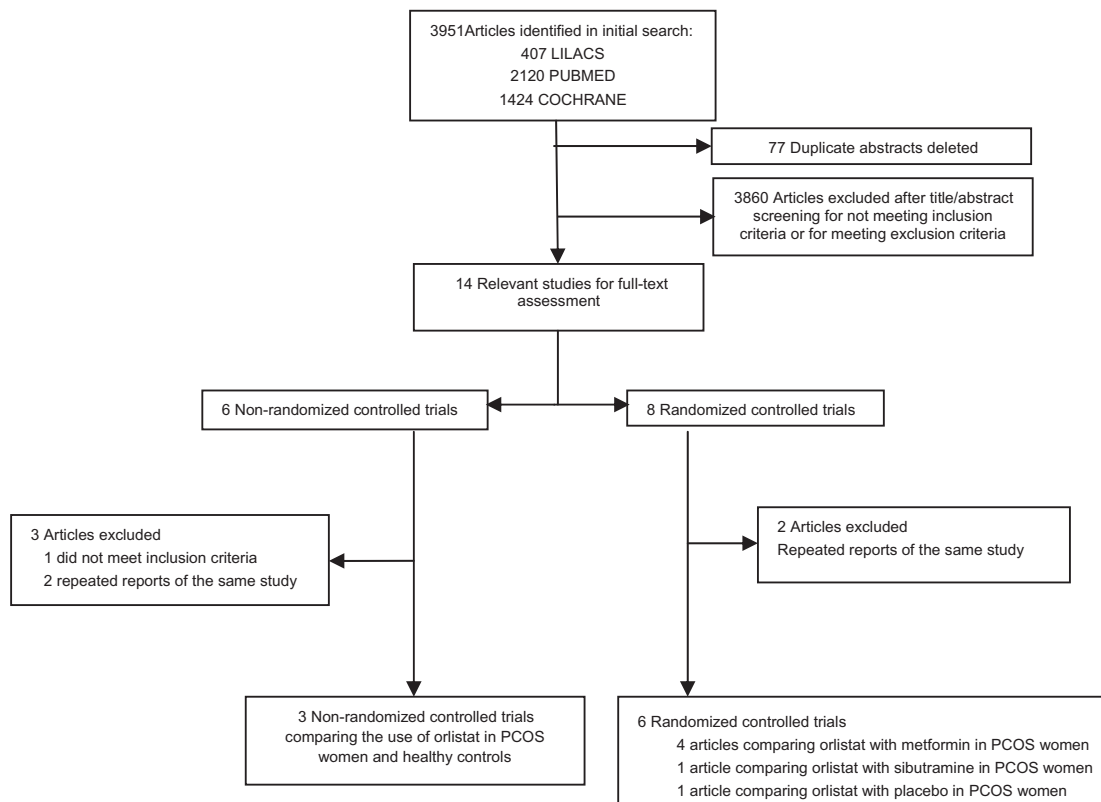 3951Articles identified in initial search:
407 LILACS
2120 PUBMED
1424 COCHRANE
77 Duplicate abstracts deleted
3860 Articles excluded after title/abstract
screening for not meeting inclusion
criteria or for meeting exclusion criteria
14 Relevant studies for full-text
assessment
6 Non-randomized controlled trials
8 Randomized controlled trials
3 Articles excluded
1 did not meet inclusion criteria
2 repeated reports of the same study
2 Articles excluded
Repeated reports of the same study
3 Non-randomized controlled trials
comparing the use of orlistat in PCOS
women and healthy controls
6 Randomized controlled trials
4 articles comparing orlistat with metformin in PCOS women
1 article comparing orlistat with sibutramine in PCOS women
1 article comparing orlistat with placebo in PCOS women